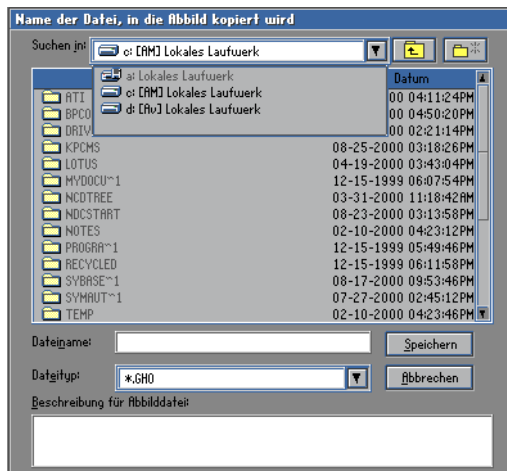 Name der Datei, in die Abbild kopiert wird
Suchen in: c: [AM] Lokales Laufwerk
a: Lokales Laufwerk
c: [AM] Lokales Laufwerk
d: [Av] Lokales Laufwerk
Datum
ATI 00 04:11:24PM
BPCO 00 04:50:20PM
DRIV 00 02:21:14PM
KPCMS 08-25-2000 03:18:26PM
LOTUS 04-19-2000 03:43:04PM
MYDOCU~1 12-15-1999 06:07:54PM
NCDTREE 03-31-2000 11:18:42AM
NDCSTART 08-23-2000 03:13:58PM
NOTES 02-10-2000 04:23:12PM
PROGRA~1 12-15-1999 05:49:46PM
RECYCLED 12-15-1999 06:11:58PM
SYBASE~1 08-17-2000 09:53:46PM
SYMAUT~1 07-27-2000 02:45:12PM
TEMP 02-10-2000 04:23:46PM
Dateiname: Speichern
Dateityp: *.GHO Abbrechen
Beschreibung für Abbilddatei: